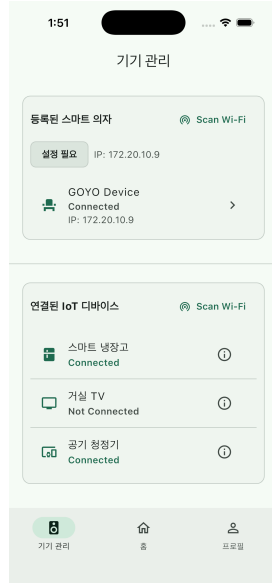 1:51
기기 관리
등록된 스마트 의자
Scan Wi-Fi
설정 필요
IP: 172.20.10.9
GOYO Device
Connected
IP: 172.20.10.9
연결된 IoT 디바이스
Scan Wi-Fi
스마트 냉장고
Connected
거실 TV
Not Connected
공기 청정기
Connected
기기 관리
홈
프로필